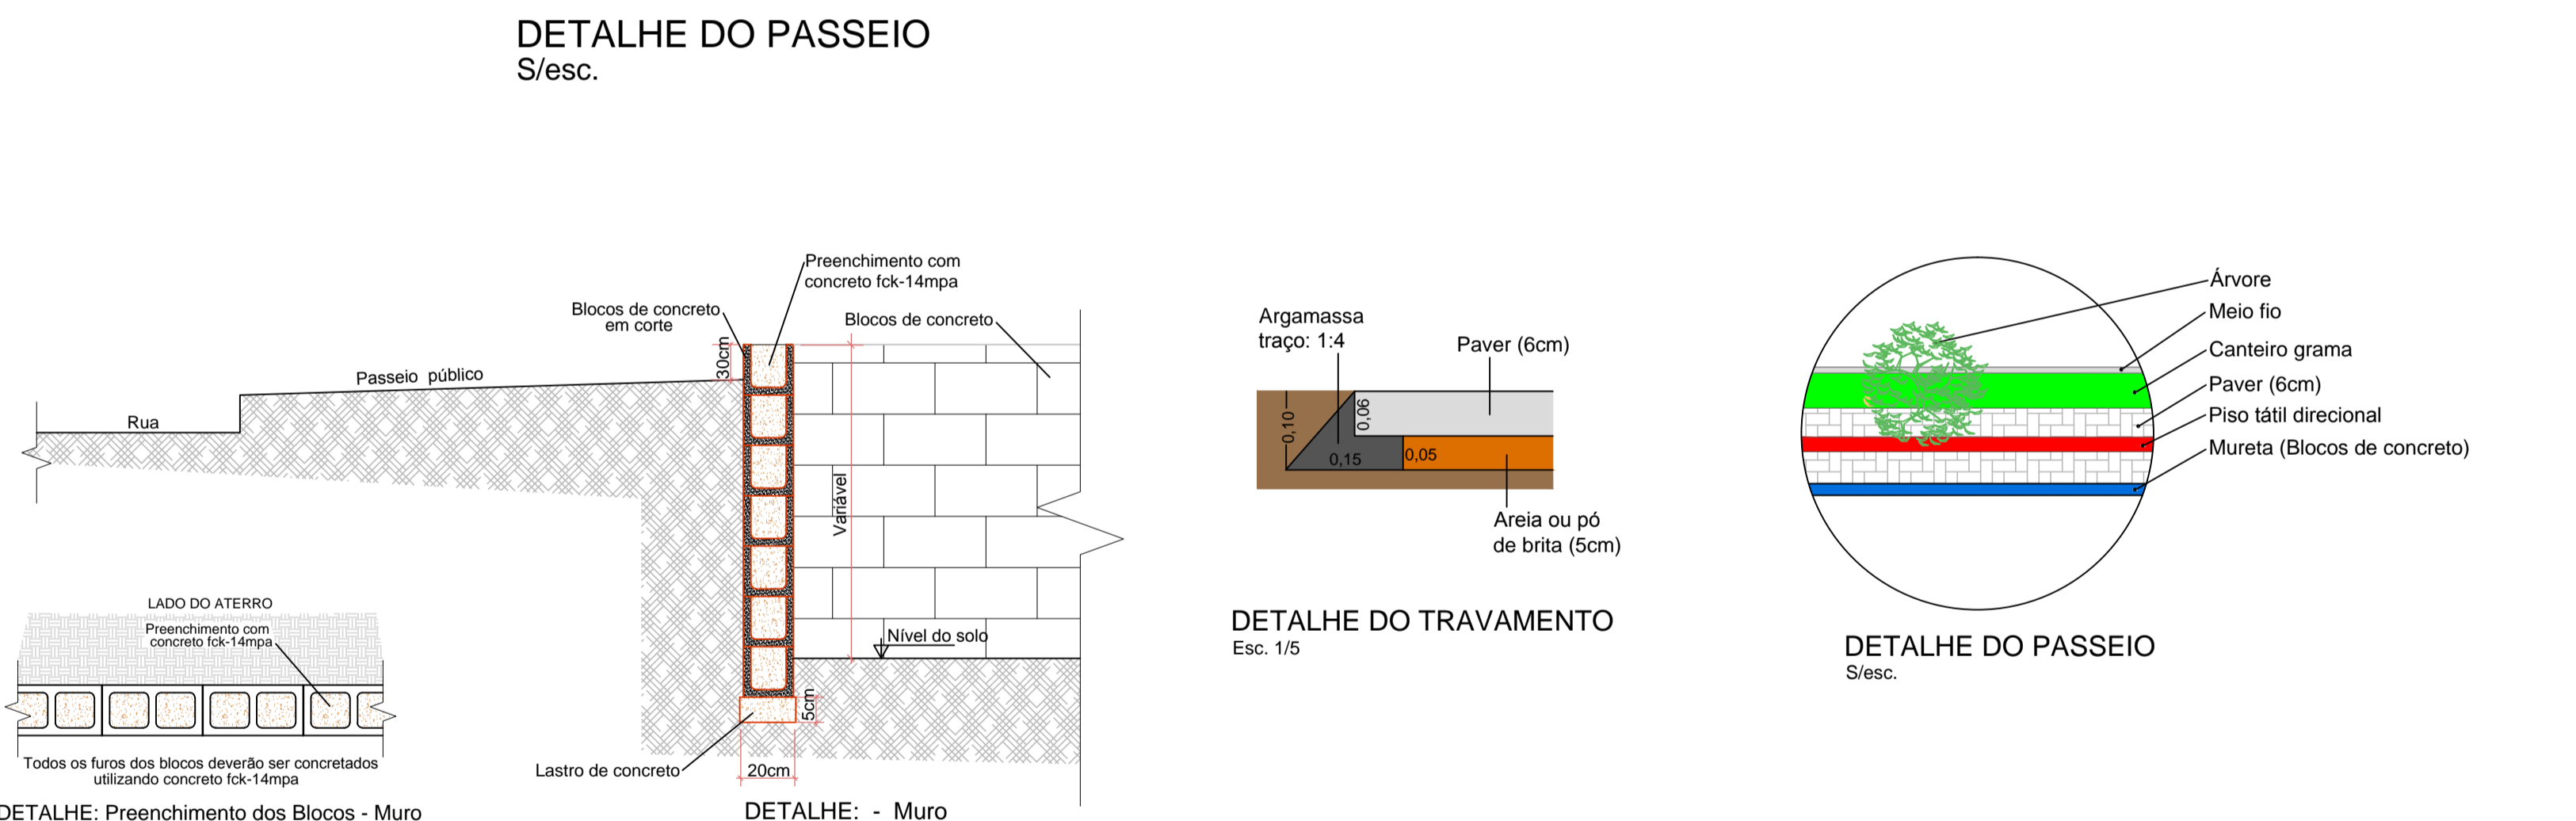 DETALHE DO PASSEIO
S/esc.
Preenchimento com
concreto fck-14mpa
Blocos de concreto
em corte
Blocos de concreto
30cm
Passeio público
Rua
Variável
Nível do solo
5cm
Lastro de concreto
20cm
DETALHE: - Muro
LADO DO ATERRO
Preenchimento com
concreto fck-14mpa
Todos os furos dos blocos deverão ser concretados
utilizando concreto fck-14mpa
DETALHE: Preenchimento dos Blocos - Muro
Argamassa
traço: 1:4
Paver (6cm)
0,10
0,06
0,15
0,05
Areia ou pó
de brita (5cm)
DETALHE DO TRAVAMENTO
Esc. 1/5
Árvore
Meio fio
Canteiro grama
Paver (6cm)
Piso tátil direcional
Mureta (Blocos de concreto)
DETALHE DO PASSEIO
S/esc.